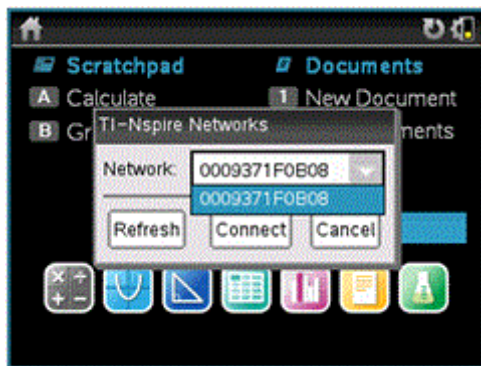 Scratchpad Documents
A Calculate 1 New Document
B Gr ments
TI-Nspire Networks
Network: 0009371F0B08
0009371F0B08
Refresh Connect Cancel